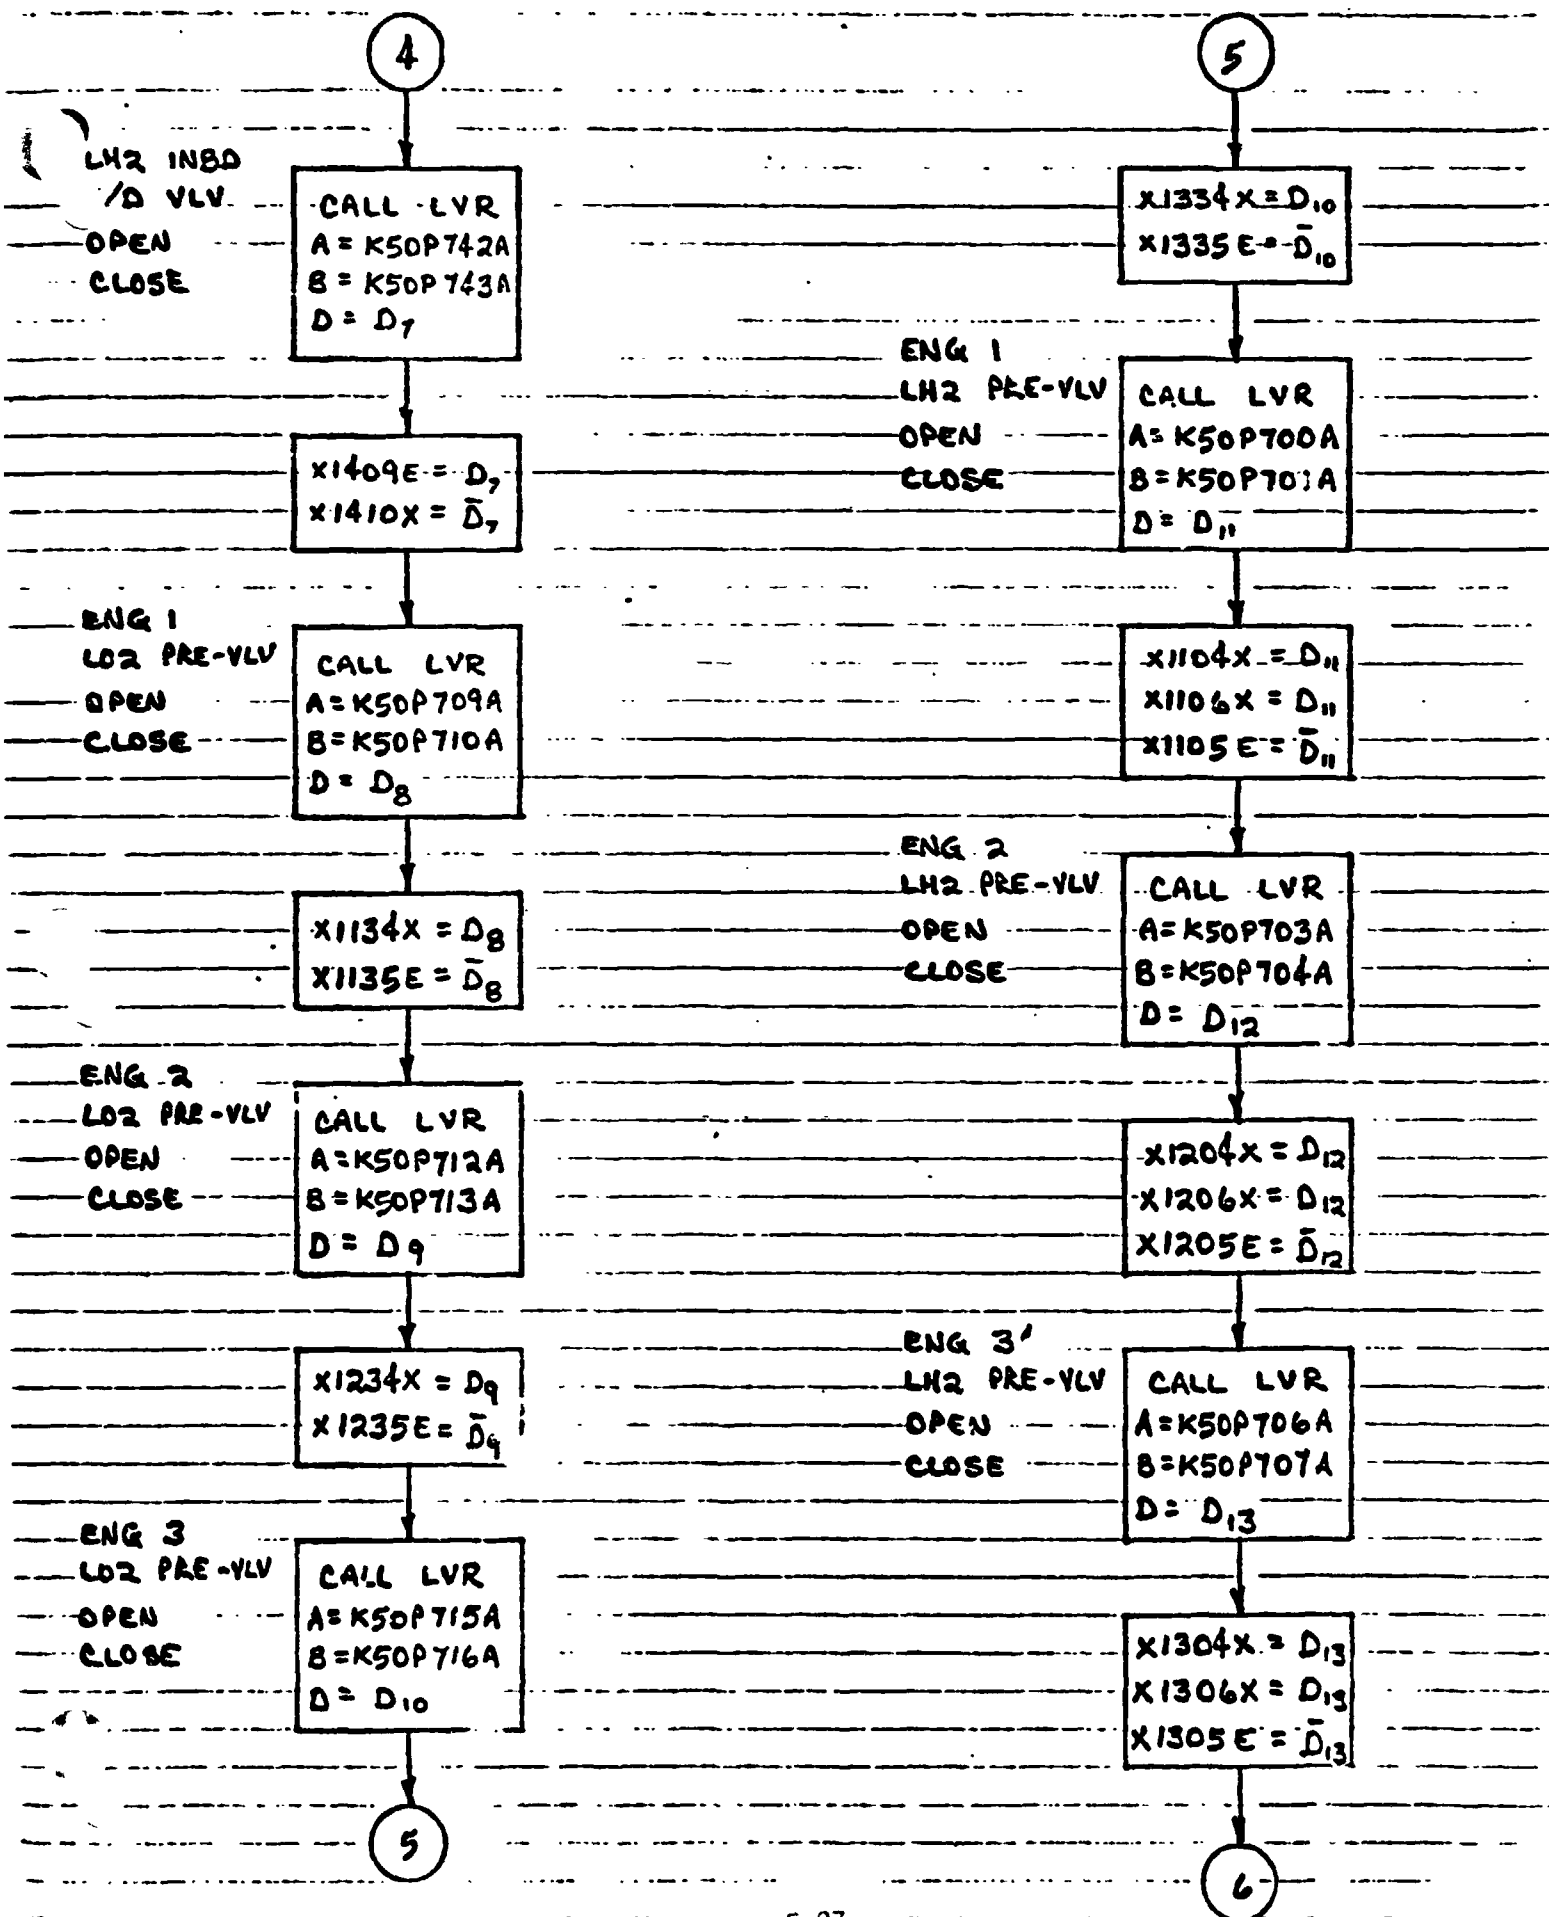 4
LH2 INBD
/D VLV
OPEN
CLOSE
CALL LVR
A = K50P742A
B = K50P743A
D = D7
X1409E = D7
X1410X = D̄7
ENG 1
LO2 PRE-VLV
OPEN
CLOSE
CALL LVR
A = K50P709A
B = K50P710A
D = D8
X1134X = D8
X1135E = D̄8
ENG 2
LO2 PRE-VLV
OPEN
CLOSE
CALL LVR
A = K50P712A
B = K50P713A
D = D9
X1234X = D9
X1235E = D̄9
ENG 3
LO2 PRE-VLV
OPEN
CLOSE
CALL LVR
A = K50P715A
B = K50P716A
D = D10
5
5
X1334X = D10
X1335E = D̄10
ENG 1
LH2 PRE-VLV
OPEN
CLOSE
CALL LVR
A = K50P700A
B = K50P701A
D = D11
X1104X = D11
X1106X = D11
X1105E = D̄11
ENG 2
LH2 PRE-VLV
OPEN
CLOSE
CALL LVR
A = K50P703A
B = K50P704A
D = D12
X1204X = D12
X1206X = D12
X1205E = D̄12
ENG 3
LH2 PRE-VLV
OPEN
CLOSE
CALL LVR
A = K50P706A
B = K50P707A
D = D13
X1304X = D13
X1306X = D13
X1305E = D̄13
6